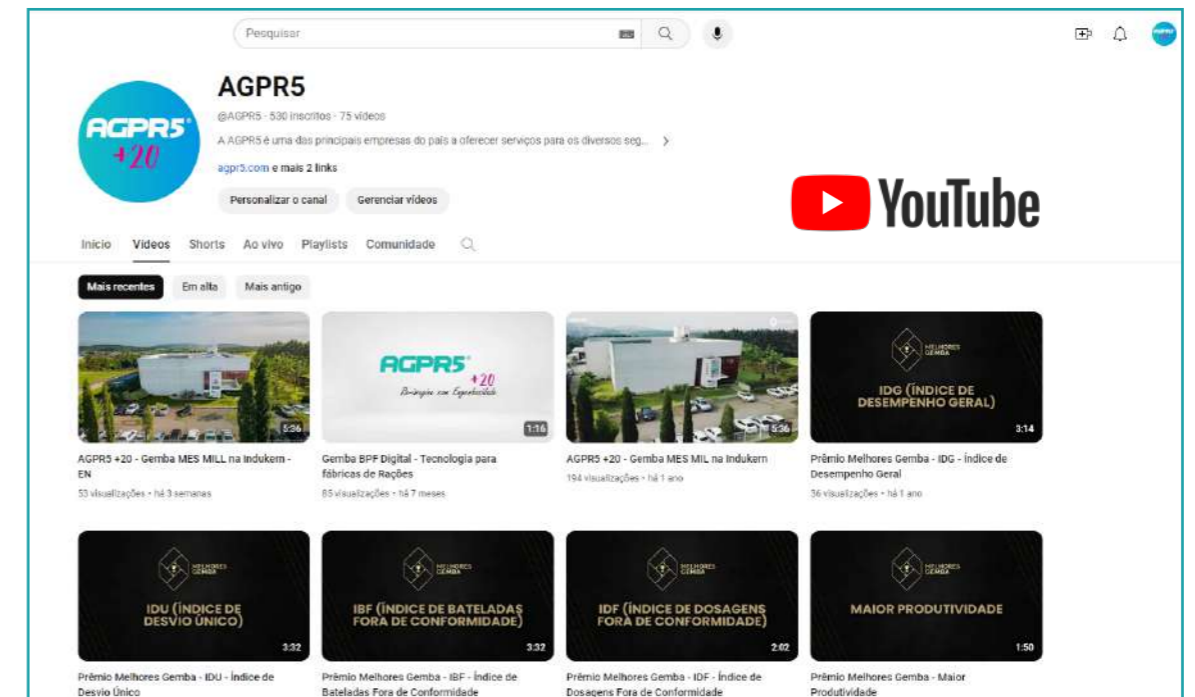 Pesquisar
AGPR5
+20
AGPR5
@AGPR5 · 530 inscritos · 75 vídeos
A AGPR5 é uma das principais empresas do país a oferecer serviços para os diversos seg...
agpr5.com e mais 2 links
Personalizar o canal Gerenciar vídeos
YouTube
Início Vídeos Shorts Ao vivo Playlists Comunidade
Mais recentes Em alta Mais antigo
5:36
AGPR5
+20
1:16
5:36
MELHORES
GEMBA
IDG (ÍNDICE DE
DESEMPENHO GERAL)
3:14
AGPR5 +20 - Gemba MES MILL na Indukern -
EN
53 visualizações · há 3 semanas
Gemba BPF Digital - Tecnologia para
fábricas de Rações
85 visualizações · há 7 meses
AGPR5 +20 - Gemba MES MIL na Indukern
194 visualizações · há 1 ano
Prêmio Melhores Gemba - IDG - Índice de
Desempenho Geral
36 visualizações · há 1 ano
MELHORES
GEMBA
IDU (ÍNDICE DE
DESVIO ÚNICO)
3:32
MELHORES
GEMBA
IBF (ÍNDICE DE BATELADAS
FORA DE CONFORMIDADE)
3:32
MELHORES
GEMBA
IDF (ÍNDICE DE DOSAGENS
FORA DE CONFORMIDADE)
2:02
MELHORES
GEMBA
MAIOR PRODUTIVIDADE
1:50
Prêmio Melhores Gemba - IDU - Índice de
Desvio Único
Prêmio Melhores Gemba - IBF - Índice de
Bateladas Fora de Conformidade
Prêmio Melhores Gemba - IDF - Índice de
Dosagens Fora de Conformidade
Prêmio Melhores Gemba - Maior
Produtividade